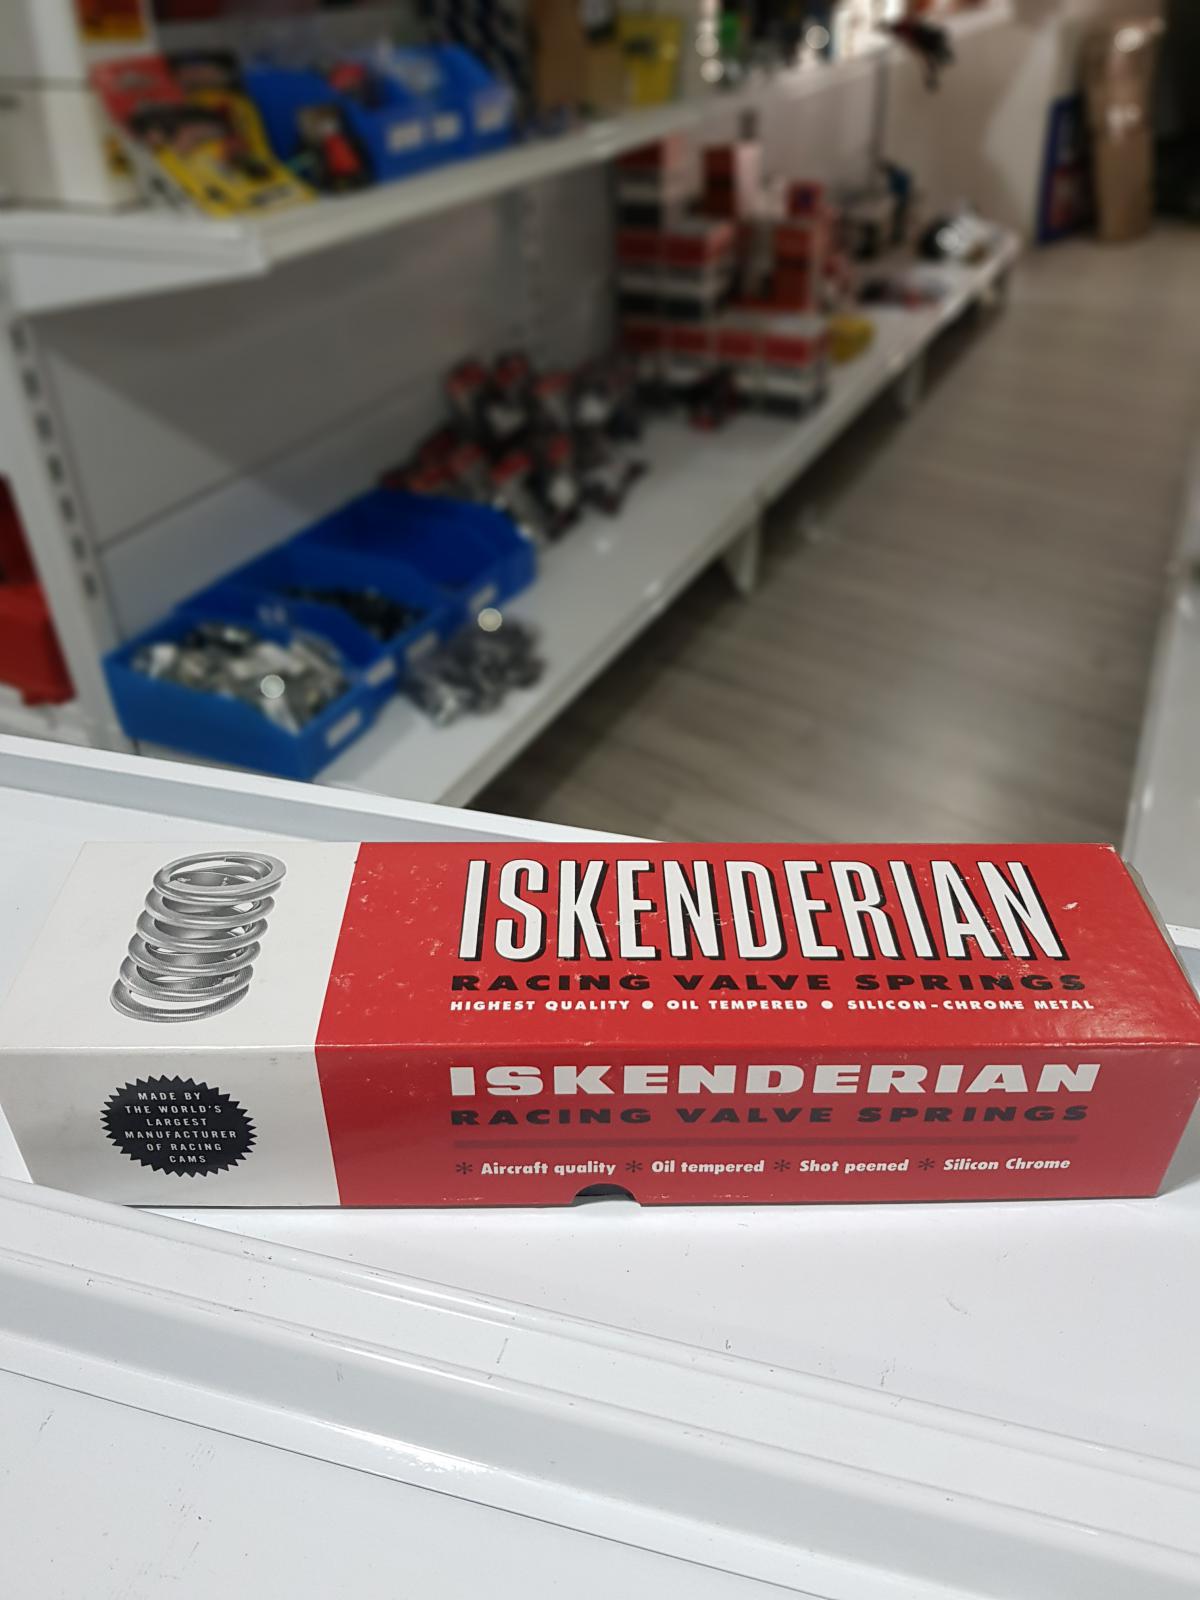 ISKENDERIAN
RACING VALVE SPRINGS
HIGHEST QUALITY ● OIL TEMPERED ● SILICON-CHROME METAL
ISKENDERIAN
RACING VALVE SPRINGS
* Aircraft quality * Oil tempered * Shot peened * Silicon Chrome
MADE BY
THE WORLD'S
LARGEST
MANUFACTURER
OF RACING
CAMS